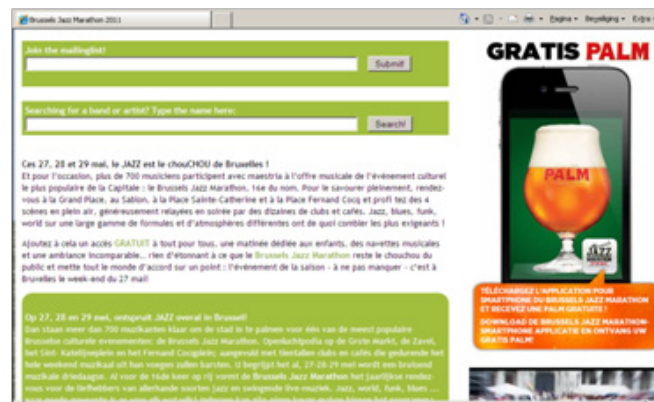 Brussels Jazz Marathon 2011
Pagina
Beveiliging
Extra
Join the mailinglist!
Submit
Searching for a band or artist? Type the name here:
Search!
Ces 27, 28 et 29 mai, le JAZZ est le chouCHOU de Bruxelles !
Et pour l'occasion, plus de 700 musiciens participent avec maestria à l'offre musicale de l'événement culturel
le plus populaire de la Capitale : le Brussels Jazz Marathon, 16e du nom. Pour le savourer pleinement, rendez-
vous à la Grand Place, au Sablon, à la Place Sainte-Catherine et à la Place Fernand Cocq et profi tez des 4
scènes en plein air, généreusement relayées en soirée par des dizaines de clubs et cafés. Jazz, blues, funk,
world sur une large gamme de formules et d'atmosphères différentes ont de quoi combler les plus exigeants !
Ajoutez à cela un accès GRATUIT à tout pour tous, une matinée dédiée aux enfants, des navettes musicales
et une ambiance incomparable... rien d'étonnant à ce que le Brussels Jazz Marathon reste le chouchou du
public et mette tout le monde d'accord sur un point : l'événement de la saison - à ne pas manquer - c'est à
Bruxelles le week-end du 27 mai!
Op 27, 28 en 29 mei, ontspruit JAZZ overal in Brussel!
Dan staan meer dan 700 muzikanten klaar om de stad in te palmen voor één van de meest populaire
Brusselse culturele evenementen: de Brussels Jazz Marathon. Openluchtpodia op de Grote Markt, de Zavel,
het Sint- Katelijneplein en het Fernand Cocqplein; aangevuld met tientallen clubs en cafés die gedurende het
hele weekend muzikaal uit hun voegen zullen barsten. U begrijpt het al, 27-28-29 mei wordt een bruisend
muzikale driedaagse. Al voor de 16de keer op rij vormt de Brussels Jazz Marathon het jaarlijkse rendez-
vous voor de liefhebbers van allerhande soorten jazz en swingende live muziek. Jazz, world, funk, blues ...
GRATIS PALM
PALM
JAZZ
TÉLÉCHARGEZ L'APPLICATION POUR
SMARTPHONE DU BRUSSELS JAZZ MARATHON
ET RECEVEZ UNE PALM GRATUITE !
DOWNLOAD DE BRUSSELS JAZZ MARATHON-
SMARTPHONE APPLICATIE EN ONTVANG UW
GRATIS PALM!